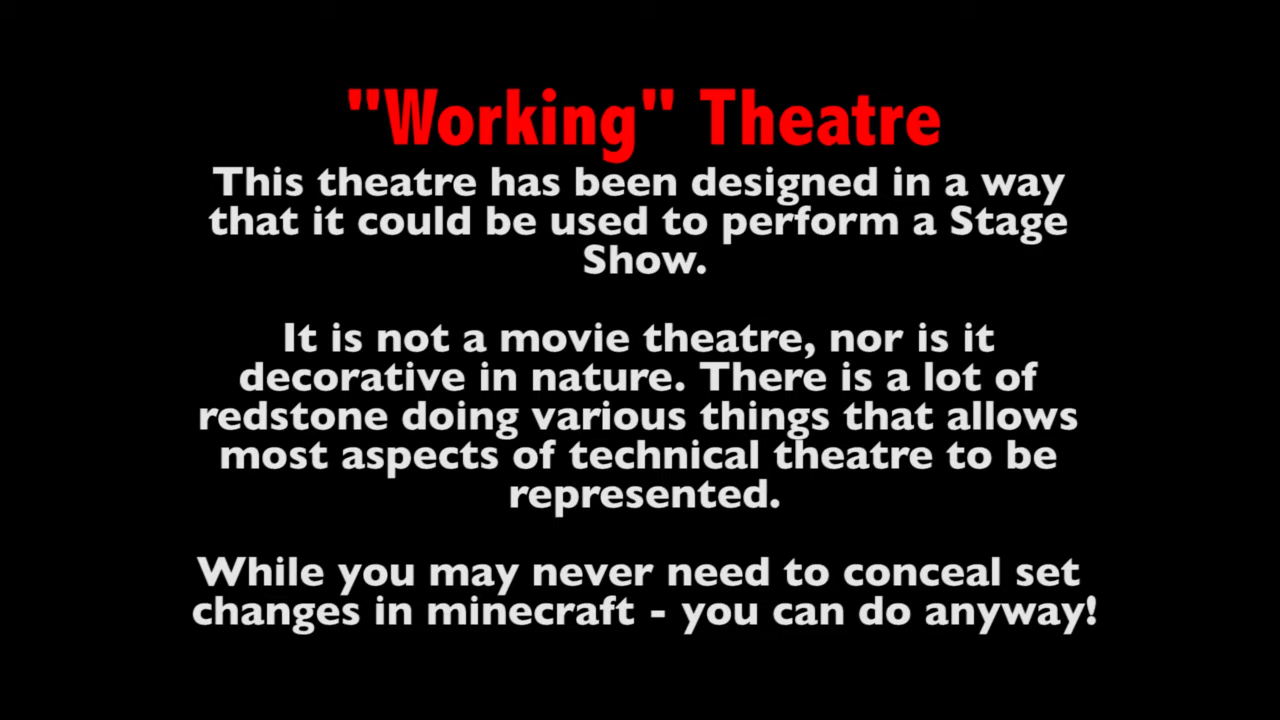 "Working" Theatre
This theatre has been designed in a way
that it could be used to perform a Stage
Show.
It is not a movie theatre, nor is it
decorative in nature. There is a lot of
redstone doing various things that allows
most aspects of technical theatre to be
represented.
While you may never need to conceal set
changes in minecraft - you can do anyway!